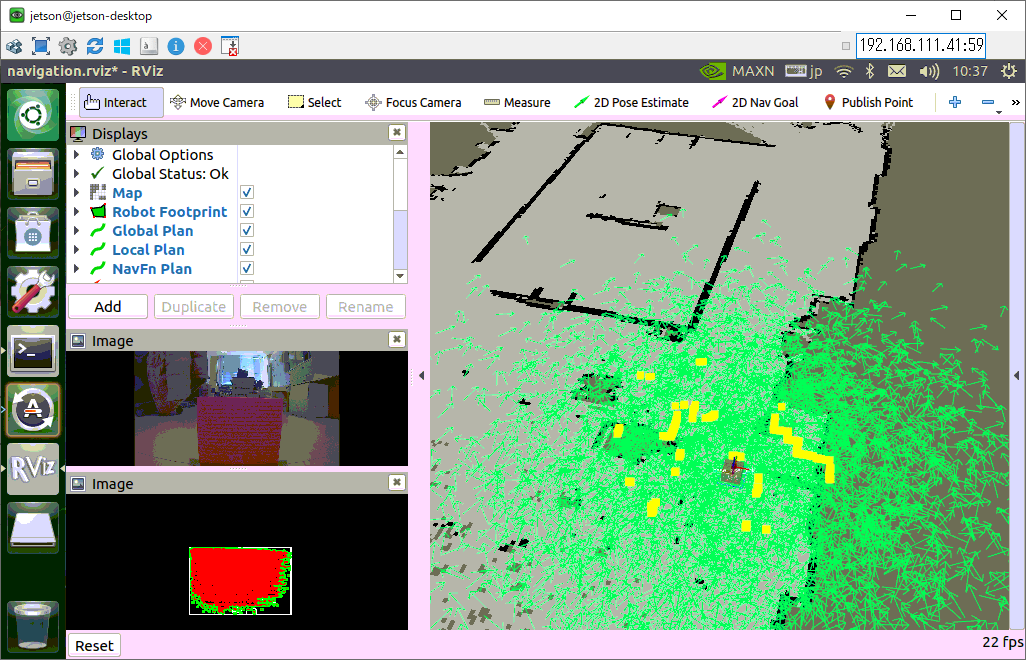 jetson@jetson-desktop
192.168.111.41:59
navigation.rviz* - RViz
MAXN
jp
10:37
Interact
Move Camera
Select
Focus Camera
Measure
2D Pose Estimate
2D Nav Goal
Publish Point
Displays
Global Options
Global Status: Ok
Map
Robot Footprint
Global Plan
Local Plan
NavFn Plan
Add
Duplicate
Remove
Rename
Image
RViz
Image
Reset
22 fps